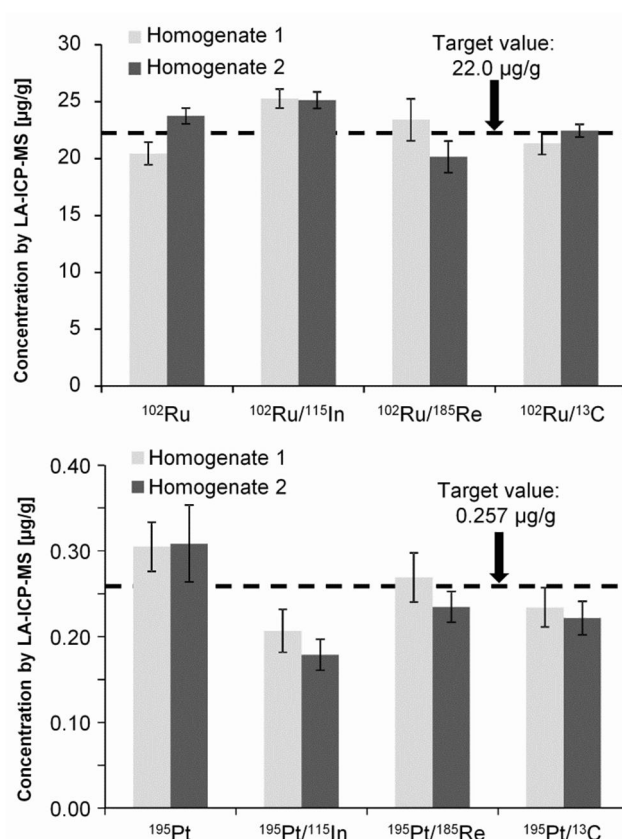 Concentration by LA-ICP-MS [µg/g]
30
25
20
15
10
5
0
Homogenate 1
Homogenate 2
Target value:
22.0 µg/g
¹⁰²Ru
¹⁰²Ru/¹¹⁵In
¹⁰²Ru/¹⁸⁵Re
¹⁰²Ru/¹³C
Concentration by LA-ICP-MS [µg/g]
0.40
0.30
0.20
0.10
0.00
Homogenate 1
Homogenate 2
Target value:
0.257 µg/g
¹⁹⁵Pt
¹⁹⁵Pt/¹¹⁵In
¹⁹⁵Pt/¹⁸⁵Re
¹⁹⁵Pt/¹³C